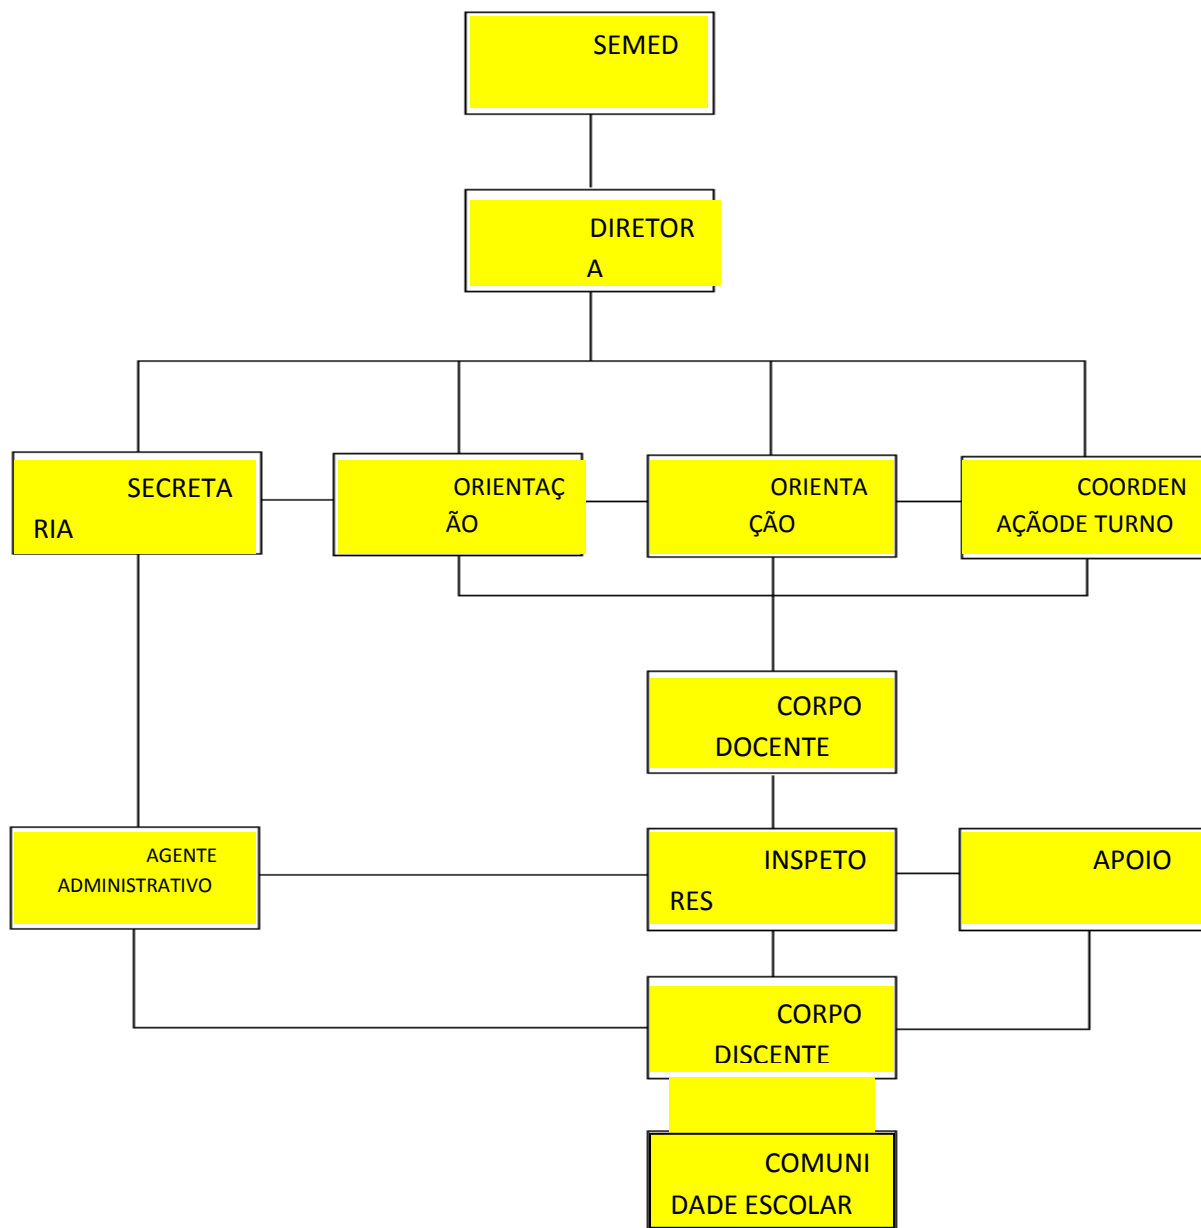 SEMED
DIRETOR
A
SECRETA
RIA
ORIENTAÇ
ÃO
ORIENTA
ÇÃO
COORDEN
AÇÃODE TURNO
CORPO
DOCENTE
AGENTE
ADMINISTRATIVO
INSPETO
RES
APOIO
CORPO
DISCENTE
COMUNI
DADE ESCOLAR